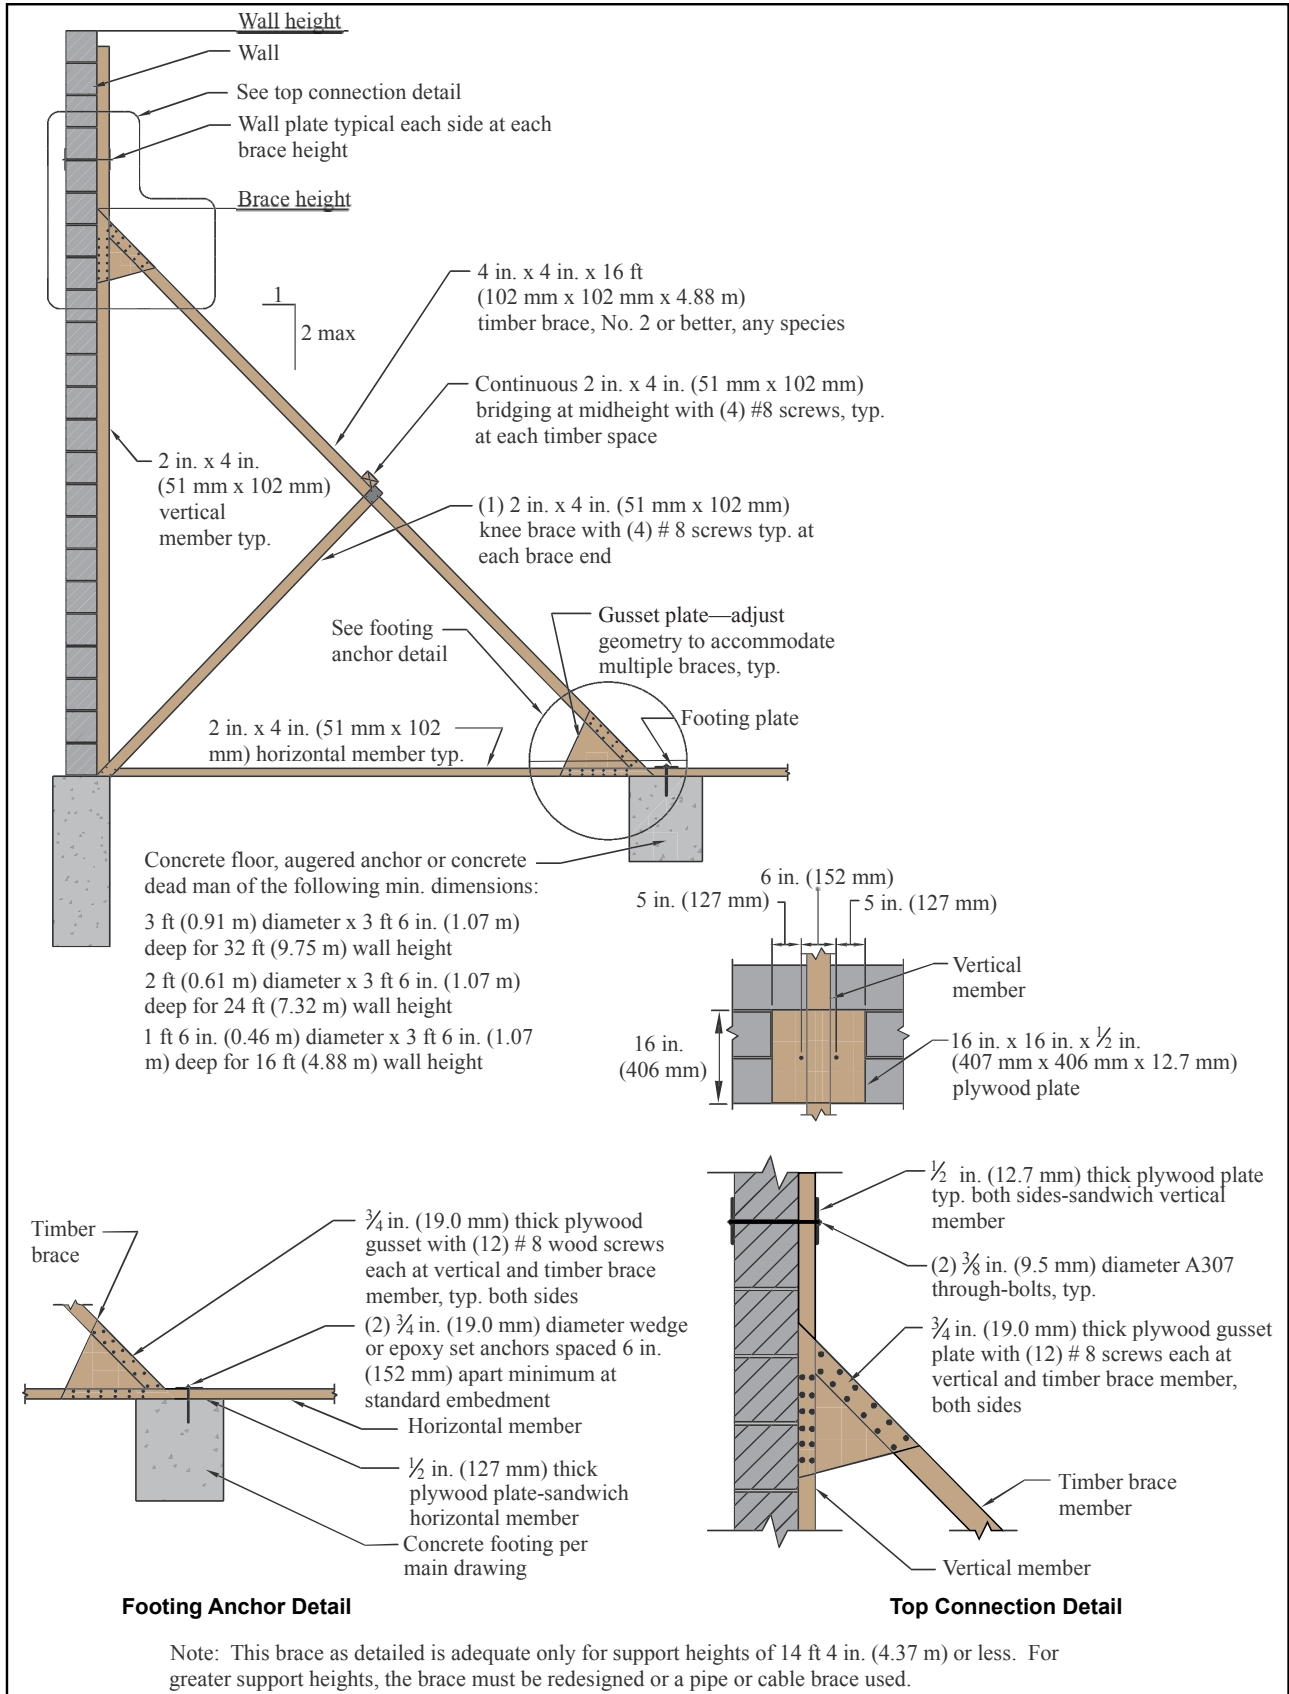 Wall height
Wall
See top connection detail
Wall plate typical each side at each
brace height
Brace height
1
2 max
4 in. x 4 in. x 16 ft
(102 mm x 102 mm x 4.88 m)
timber brace, No. 2 or better, any species
Continuous 2 in. x 4 in. (51 mm x 102 mm)
bridging at midheight with (4) #8 screws, typ.
at each timber space
2 in. x 4 in.
(51 mm x 102 mm)
vertical
member typ.
(1) 2 in. x 4 in. (51 mm x 102 mm)
knee brace with (4) # 8 screws typ. at
each brace end
See footing
anchor detail
Gusset plate—adjust
geometry to accommodate
multiple braces, typ.
2 in. x 4 in. (51 mm x 102
mm) horizontal member typ.
Footing plate
Concrete floor, augered anchor or concrete
dead man of the following min. dimensions:
3 ft (0.91 m) diameter x 3 ft 6 in. (1.07 m)
deep for 32 ft (9.75 m) wall height
2 ft (0.61 m) diameter x 3 ft 6 in. (1.07 m)
deep for 24 ft (7.32 m) wall height
1 ft 6 in. (0.46 m) diameter x 3 ft 6 in. (1.07
m) deep for 16 ft (4.88 m) wall height
6 in. (152 mm)
5 in. (127 mm)
5 in. (127 mm)
Vertical
member
16 in.
(406 mm)
16 in. x 16 in. x ½ in.
(407 mm x 406 mm x 12.7 mm)
plywood plate
Timber
brace
¾ in. (19.0 mm) thick plywood
gusset with (12) # 8 wood screws
each at vertical and timber brace
member, typ. both sides
(2) ¾ in. (19.0 mm) diameter wedge
or epoxy set anchors spaced 6 in.
(152 mm) apart minimum at
standard embedment
Horizontal member
½ in. (127 mm) thick
plywood plate-sandwich
horizontal member
Concrete footing per
main drawing
Footing Anchor Detail
½ in. (12.7 mm) thick plywood plate
typ. both sides-sandwich vertical
member
(2) ⅜ in. (9.5 mm) diameter A307
through-bolts, typ.
¾ in. (19.0 mm) thick plywood gusset
plate with (12) # 8 screws each at
vertical and timber brace member,
both sides
Timber brace
member
Vertical member
Top Connection Detail
Note: This brace as detailed is adequate only for support heights of 14 ft 4 in. (4.37 m) or less. For
greater support heights, the brace must be redesigned or a pipe or cable brace used.